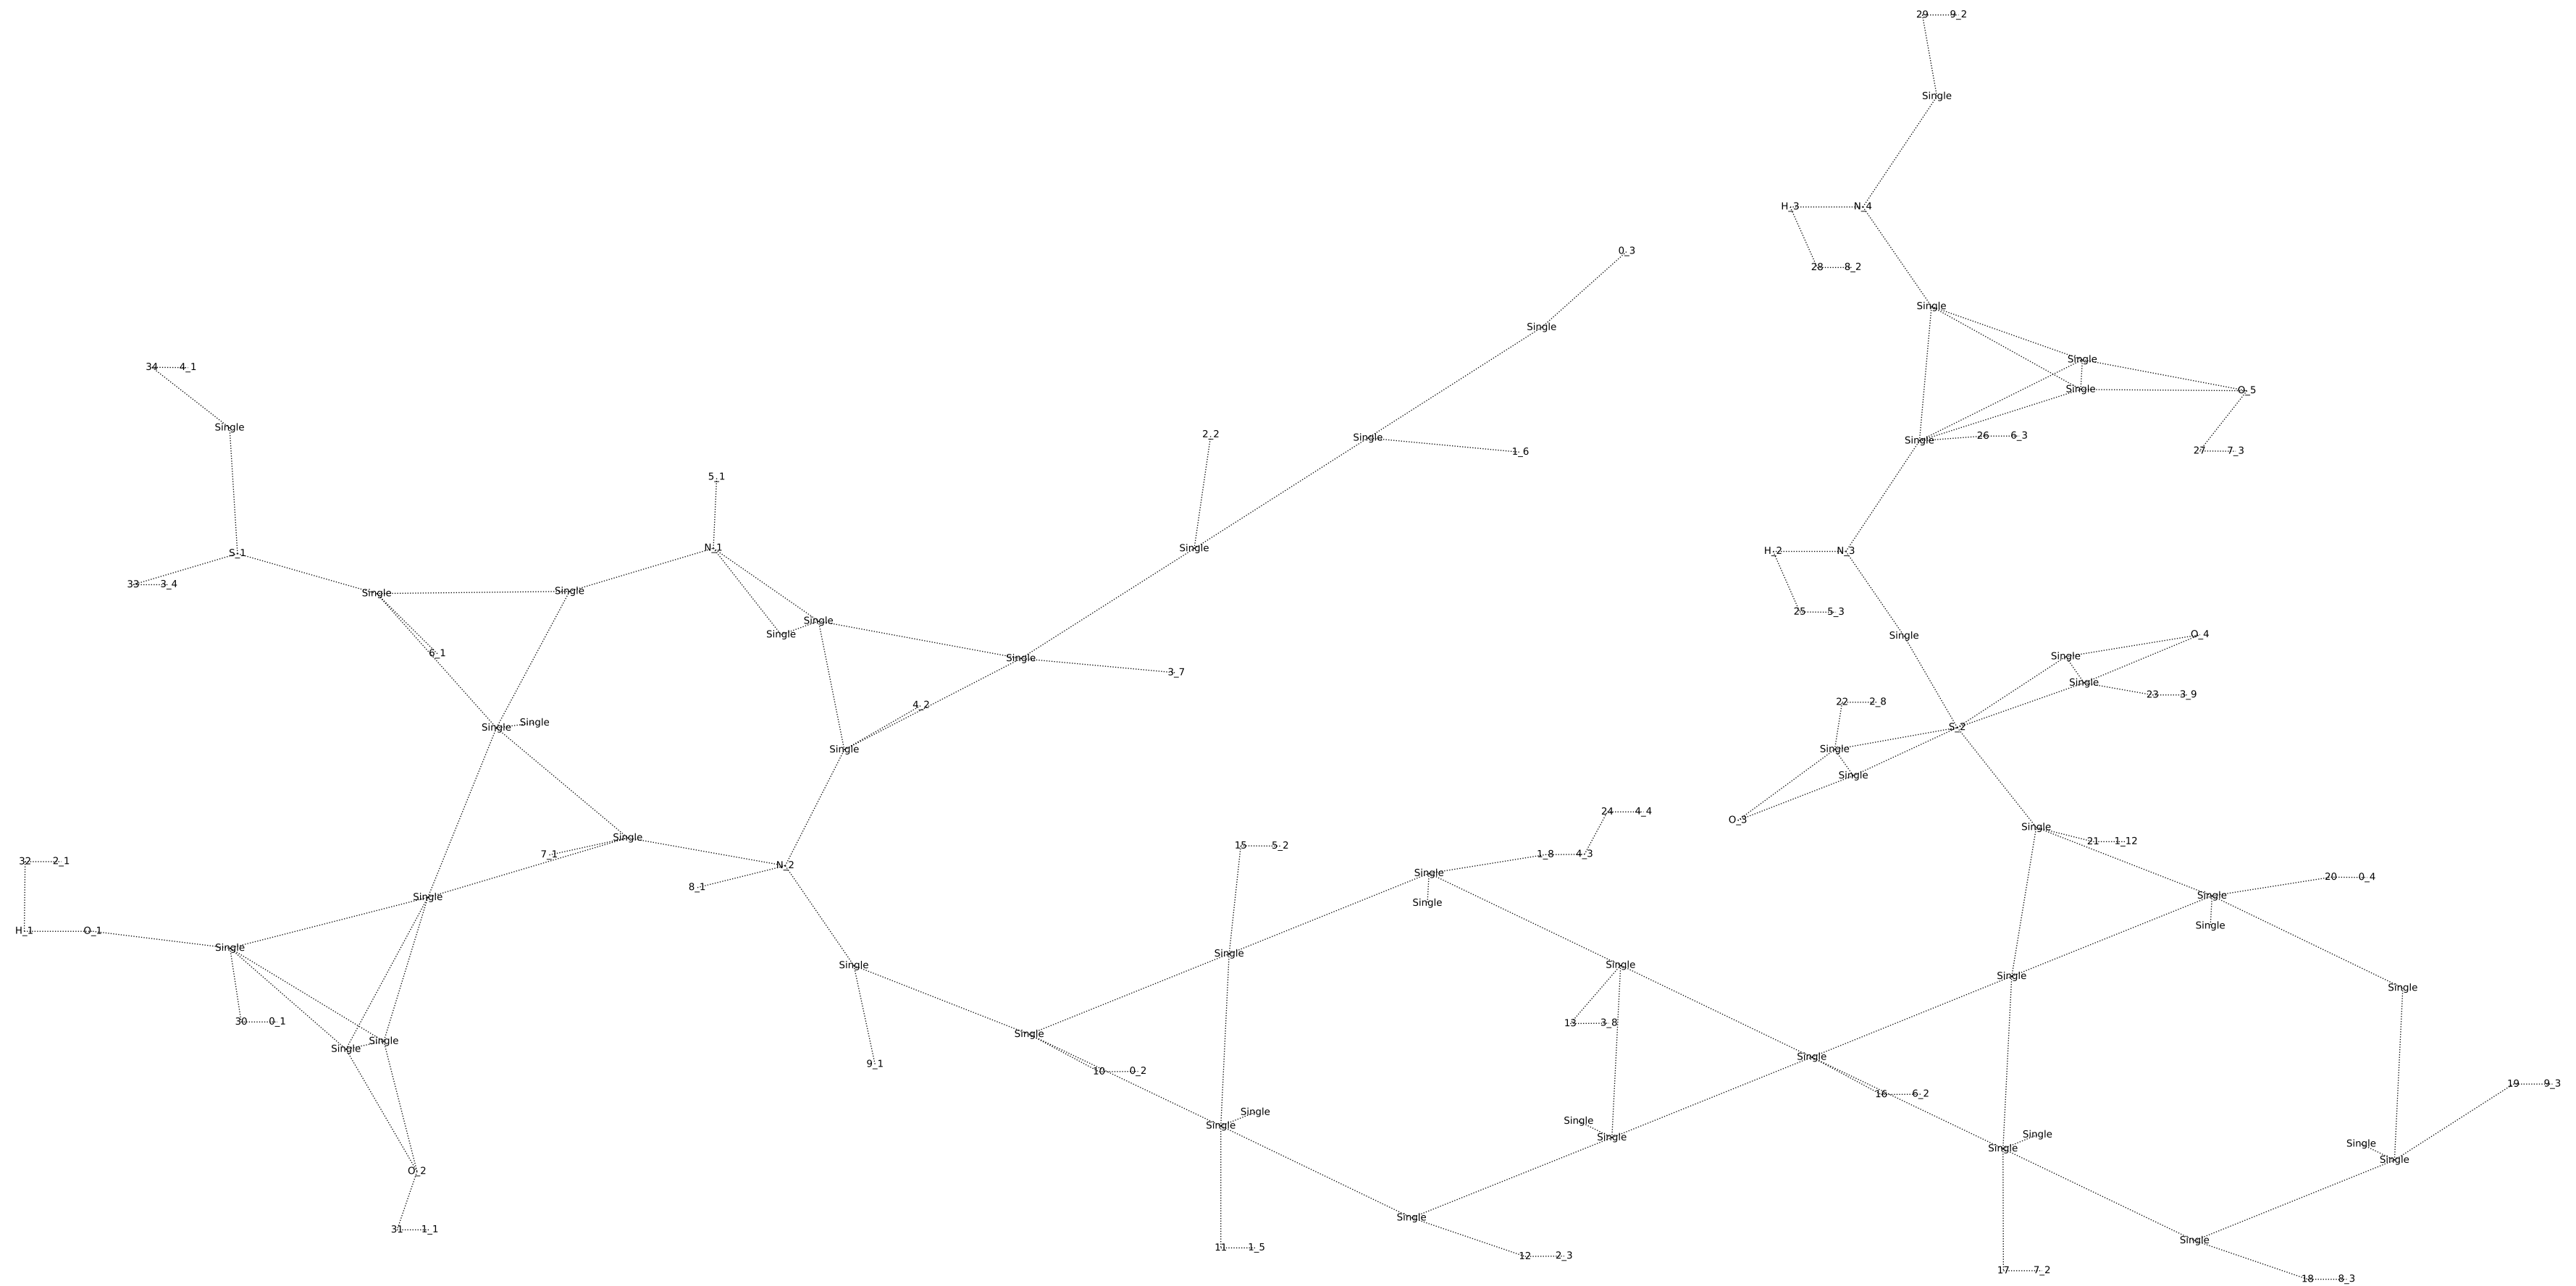 29 9_2
Single
H_3 N_4
0_3
28 8_2
Single
Single
Single
34 4_1
Single
O_5
Single
2_2
26 6_3
Single
Single
1_6
27 7_3
5_1
N_1
Single
H_2 N_3
S_1
33 3_4
Single
Single
25 5_3
Single
Single
Single
O_4
6_1
Single
Single
3_7
Single
23 3_9
22 2_8
4_2
Single
Single
S_2
Single
Single
Single
24 4_4
O_3
Single
Single
21 1_12
15 5_2
7_1
1_8 4_3
32 2_1
N_2
Single
20 0_4
8_1
Single
Single
Single
Single
H_1 O_1
Single
Single
Single
Single
Single
Single
30 0_1
13 3_8
Single
Single
Single
Single
Single
9_1
10 0_2
19 9_3
16 6_2
Single
Single
Single
Single
Single
Single
Single
Single
Single
O_2
Single
31 1_1
Single
11 1_5
12 2_3
17 7_2
18 8_3